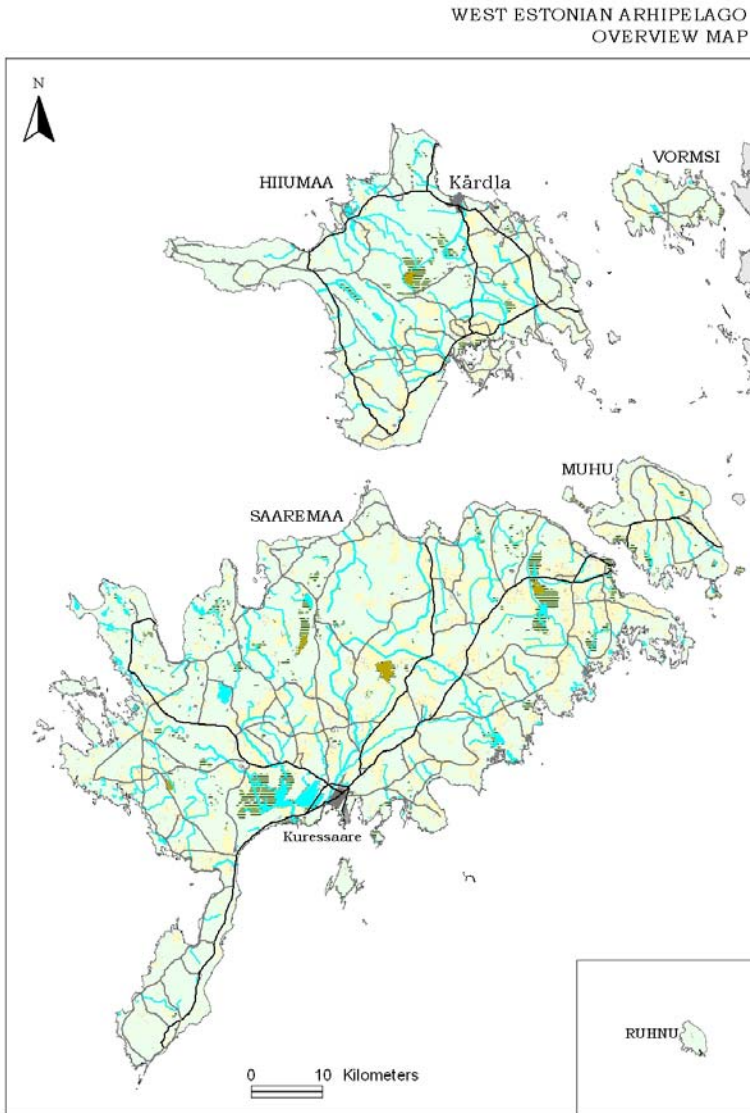 WEST ESTONIAN ARHIPELAGO
OVERVIEW MAP
N
HIIUMAA
Kärdla
VORMSI
MUHU
SAAREMAA
Kuressaare
RUHNU
0 10 Kilometers